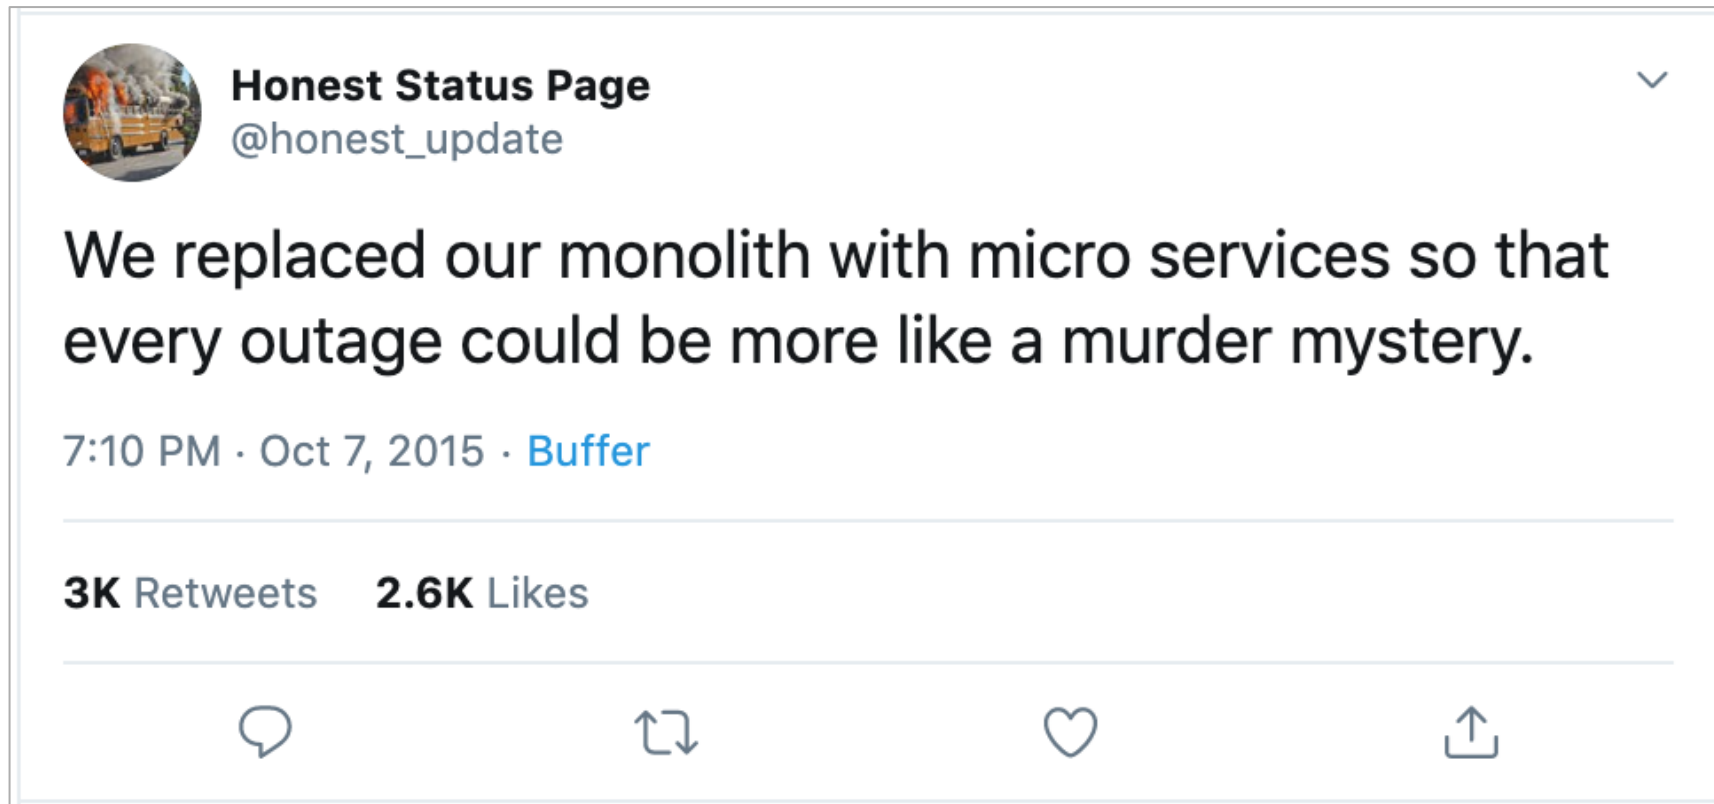 Honest Status Page
@honest_update
We replaced our monolith with micro services so that
every outage could be more like a murder mystery.
7:10 PM · Oct 7, 2015 · Buffer
3K Retweets 2.6K Likes